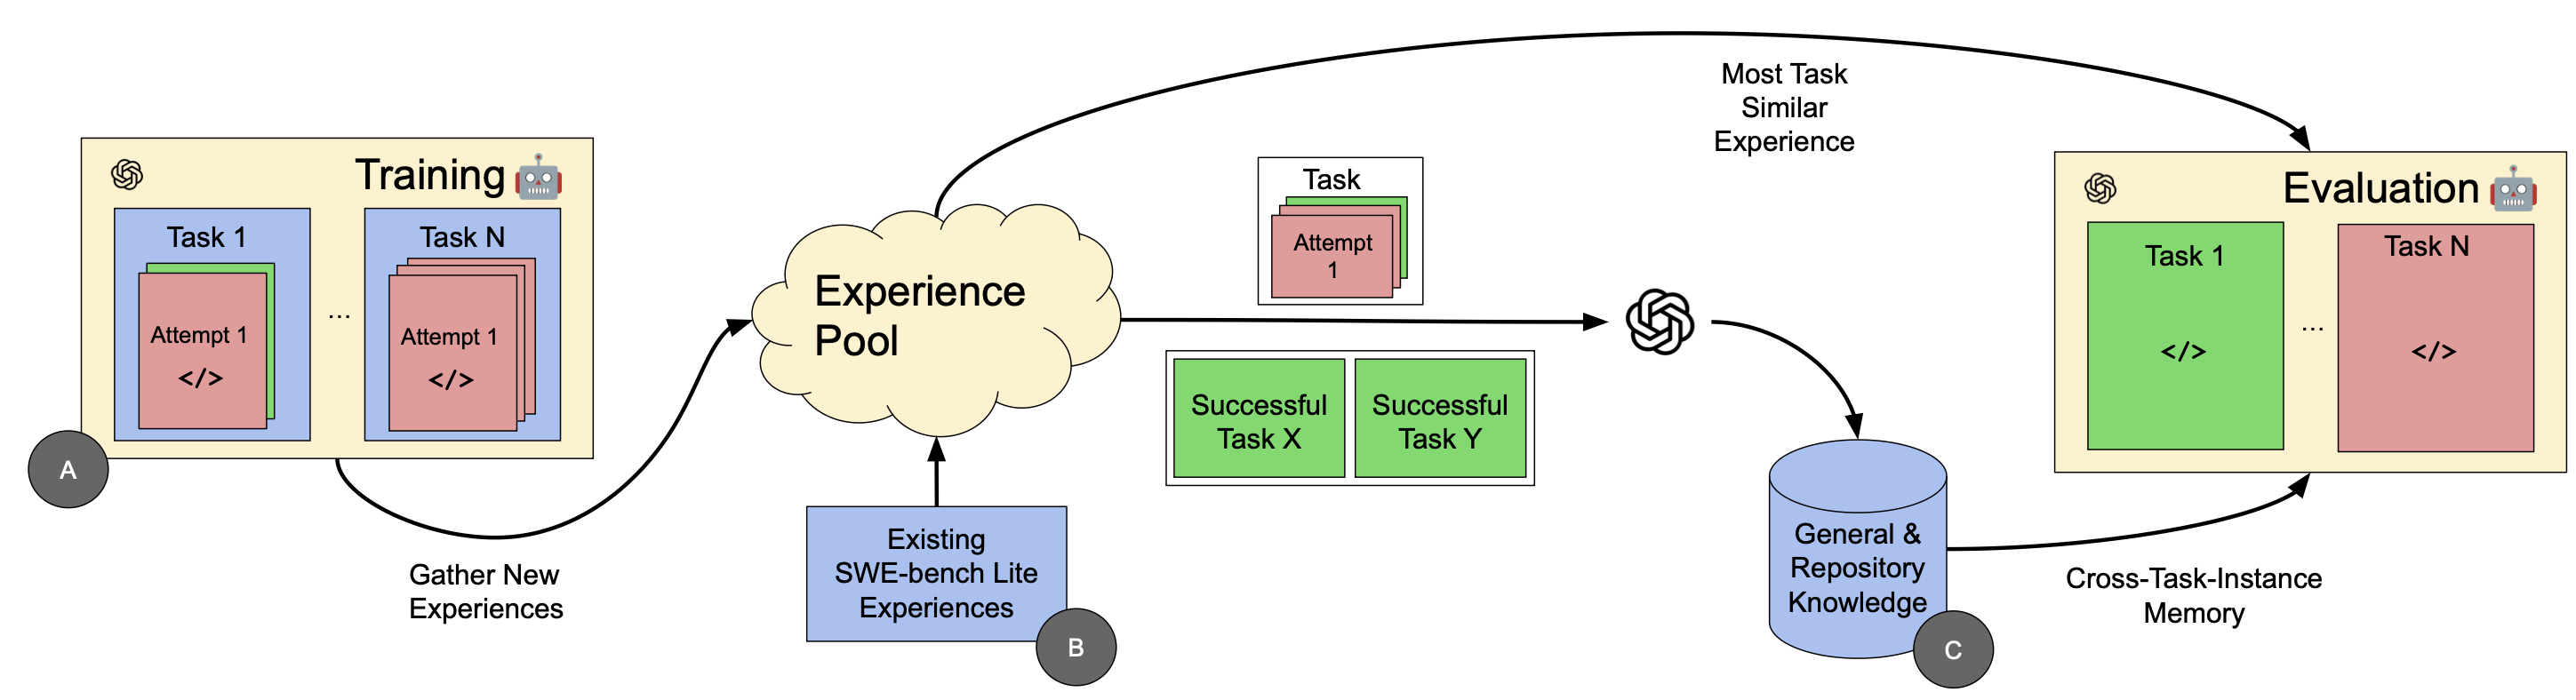 Training
Task 1
Attempt 1
</>
...
Task N
Attempt 1
</>
A
Gather New
Experiences
Experience
Pool
Existing
SWE-bench Lite
Experiences
B
Task
Attempt
1
Successful
Task X
Successful
Task Y
Most Task
Similar
Experience
General &
Repository
Knowledge
C
Cross-Task-Instance
Memory
Evaluation
Task 1
</>
...
Task N
</>